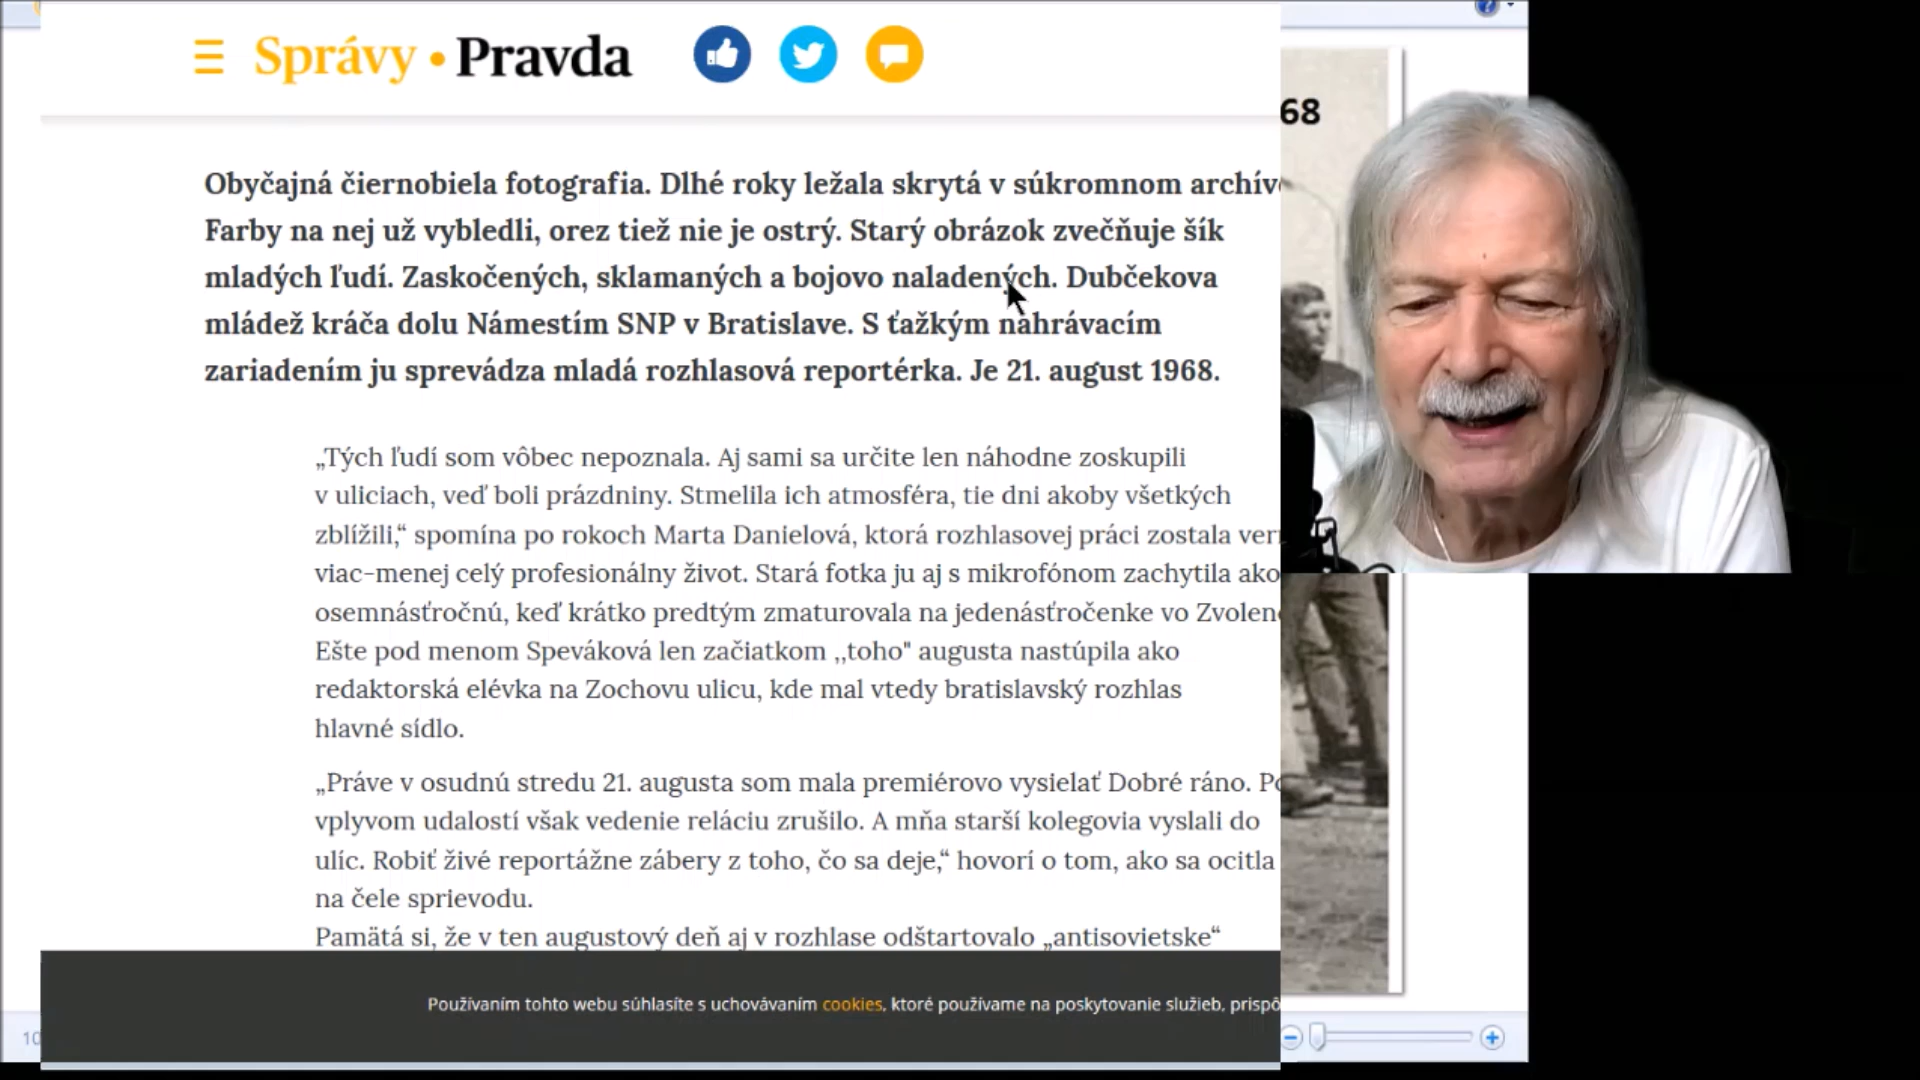 Správy • Pravda
68
Obyčajná čiernobiela fotografia. Dlhé roky ležala skrytá v súkromnom
Farby na nej už vybledli, orez tiež nie je ostrý. Starý obrázok zvečňuje šík
mladých ľudí. Zaskočených, sklamaných a bojovo naladených. Dubčekova
mládež kráča dolu Námestím SNP v Bratislave. S ťažkým nahrávacím
zariadením ju sprevádza mladá rozhlasová reportérka. Je 21. august 1968.
„Tých ľudí som vôbec nepoznala. Aj sami sa určite len náhodne zoskupili
v uliciach, veď boli prázdniny. Stmelila ich atmosféra, tie dni akoby všetkých
zblížili,“ spomína po rokoch Marta Danielová, ktorá rozhlasovej práci zostala
viac-menej celý profesionálny život. Stará fotka ju aj s mikrofónom zachytila ako
osemnásťročnú, keď krátko predtým zmaturovala na jedenásťročenke vo
Ešte pod menom Speváková len začiatkom ,,toho" augusta nastúpila ako
redaktorská elévka na Zochovu ulicu, kde mal vtedy bratislavský rozhlas
hlavné sídlo.
„Práve v osudnú stredu 21. augusta som mala premiérovo vysielať Dobré ráno.
vplyvom udalostí však vedenie reláciu zrušilo. A mňa starší kolegovia vyslali do
ulíc. Robiť živé reportážne zábery z toho, čo sa deje,“ hovorí o tom, ako sa ocitla
na čele sprievodu.
Pamätá si, že v ten augustový deň aj v rozhlase odštartovalo „antisovietske“
Používaním tohto webu súhlasíte s uchovávaním cookies, ktoré používame na poskytovanie služieb,